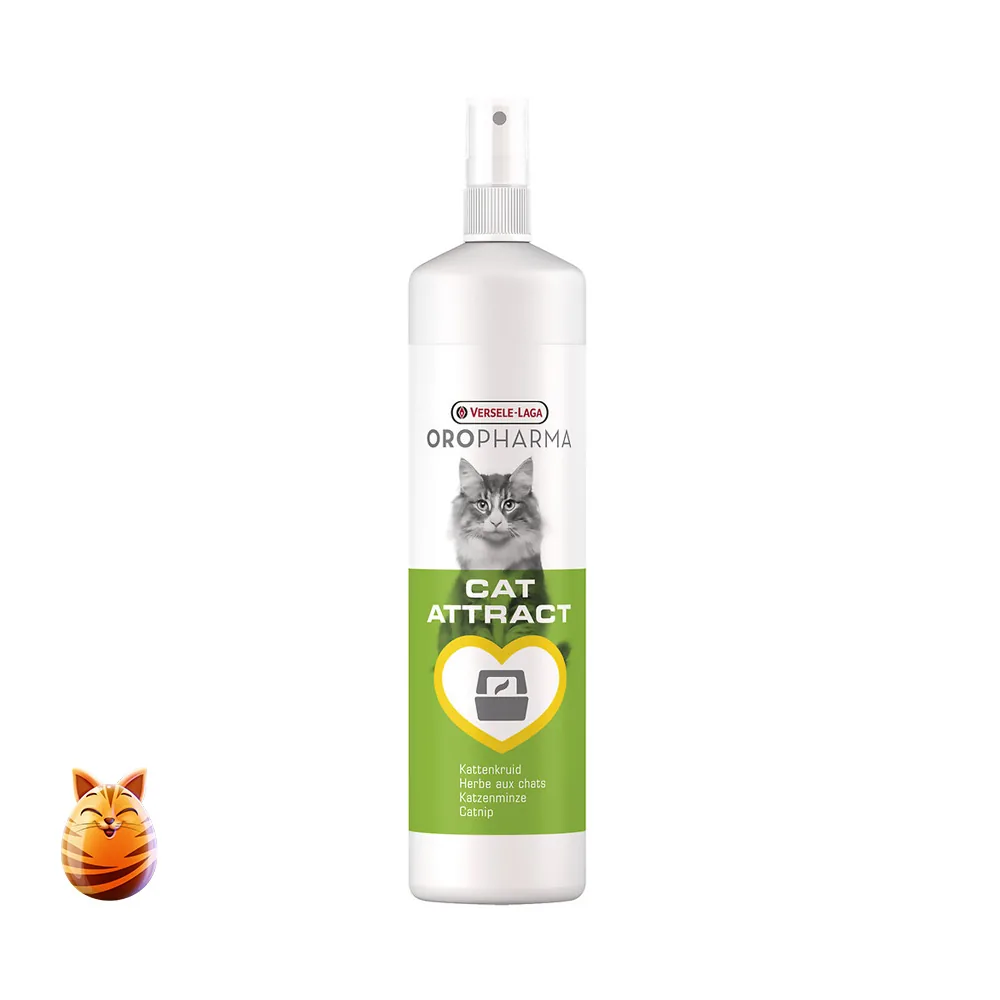 VERSELE-LAGA
OROPHARMA
CAT
ATTRACT
Kattenkruid
Herbe aux chats
Katzenminze
Catnip